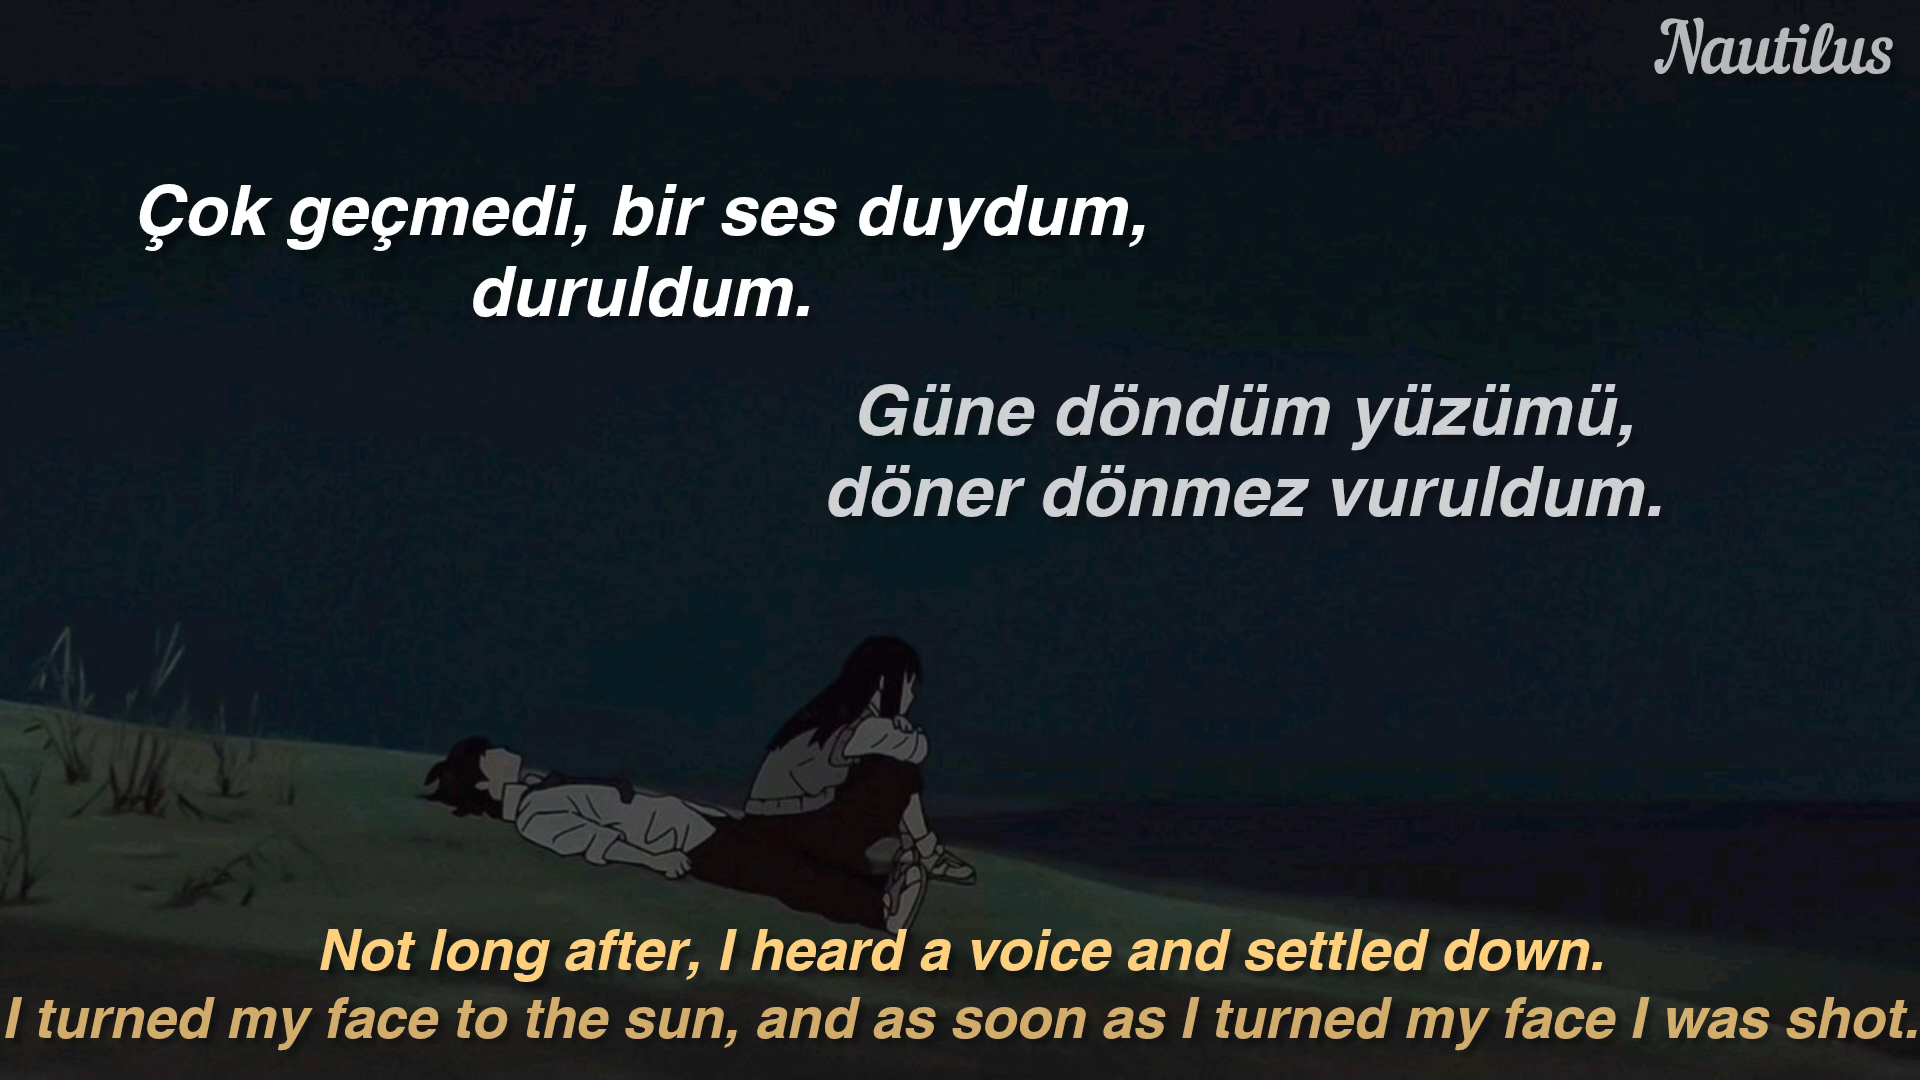 Nautilus
Çok geçmedi, bir ses duydum,
duruldum.
Güne döndüm yüzümü,
döner dönmez vuruldum.
Not long after, I heard a voice and settled down.
I turned my face to the sun, and as soon as I turned my face I was shot.